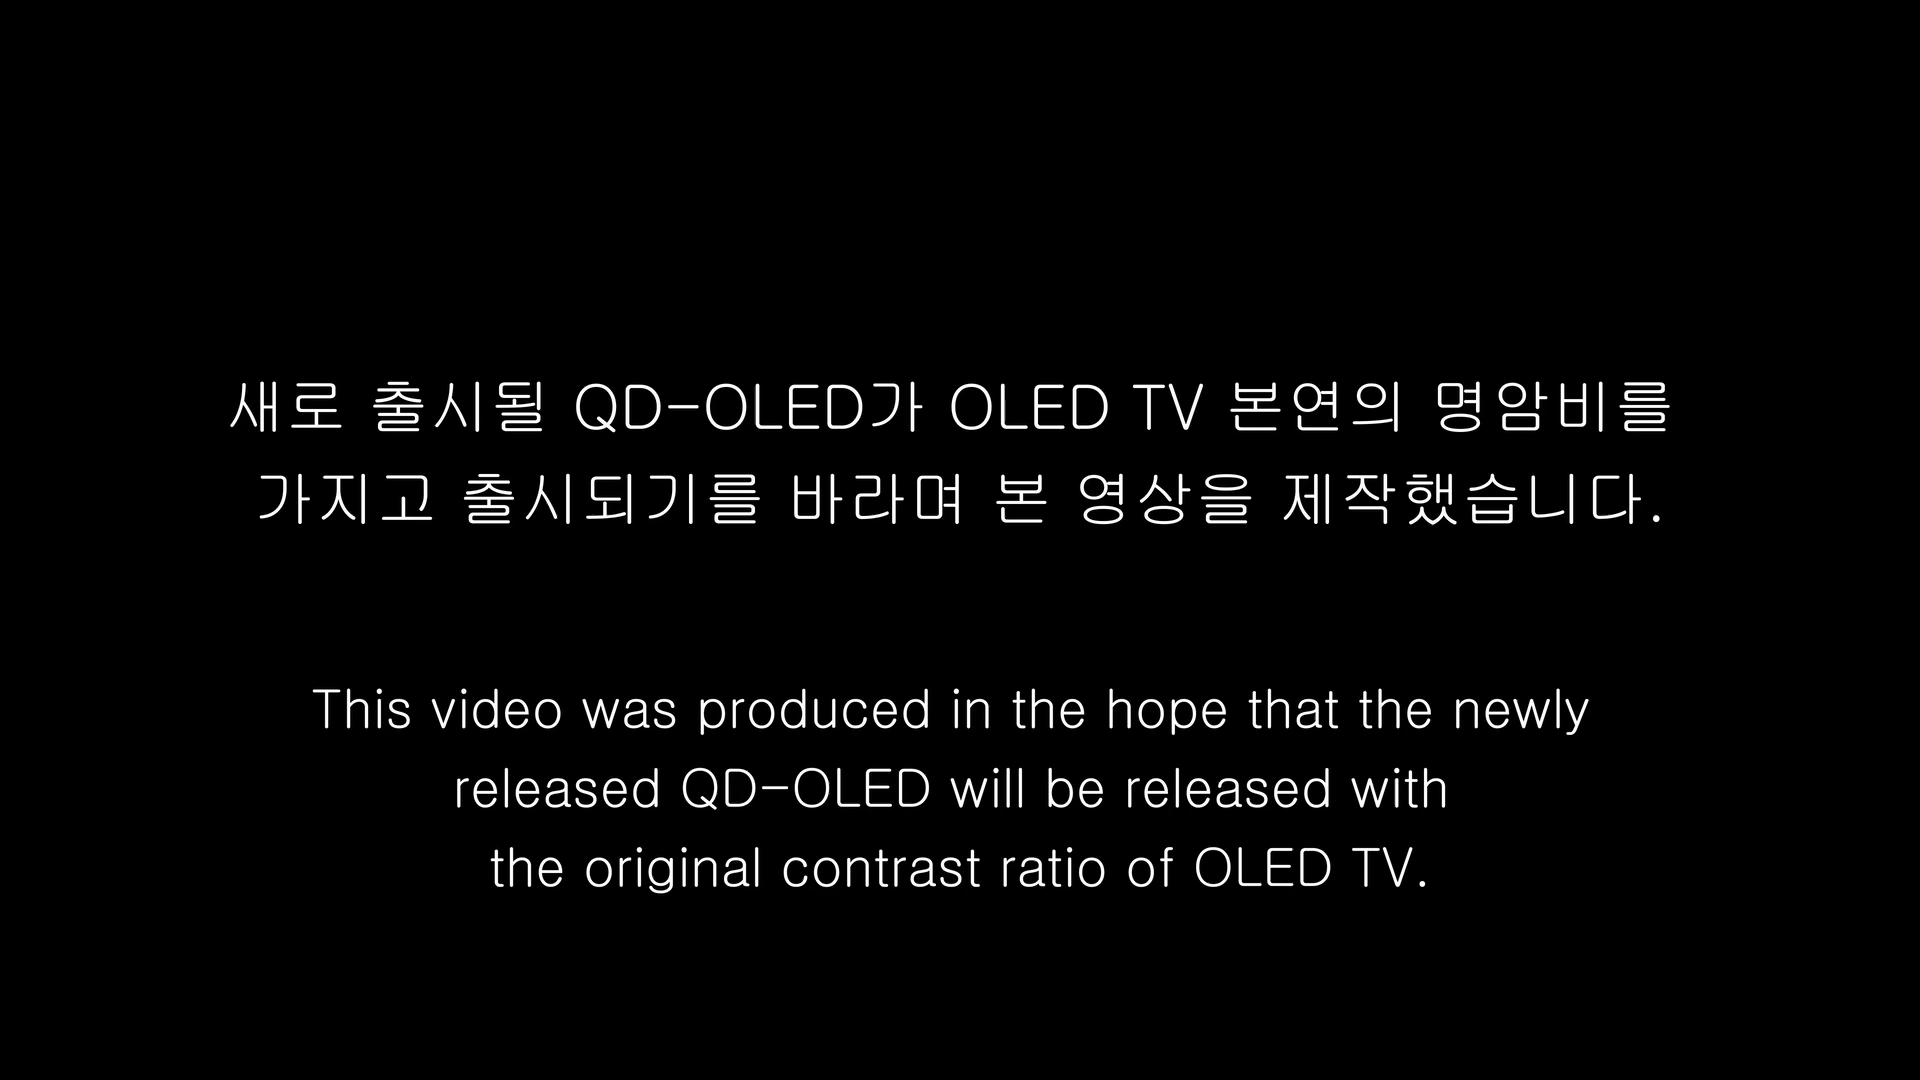 새로 출시될 QD-OLED가 OLED TV 본연의 명암비를
가지고 출시되기를 바라며 본 영상을 제작했습니다.
This video was produced in the hope that the newly
released QD-OLED will be released with
the original contrast ratio of OLED TV.